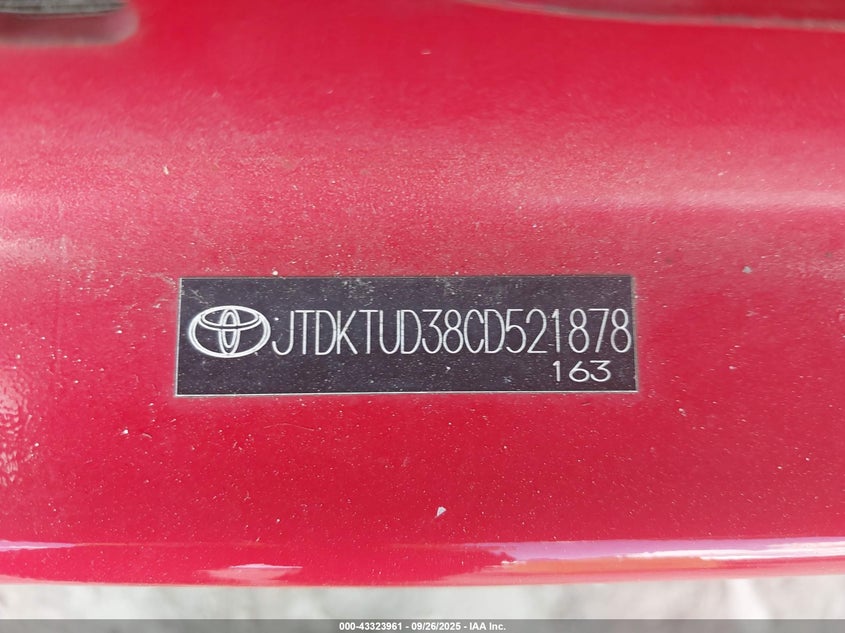 JTDKTUD38CD521878
163
000-43323961 | 09/26/2025 | IAA Inc.